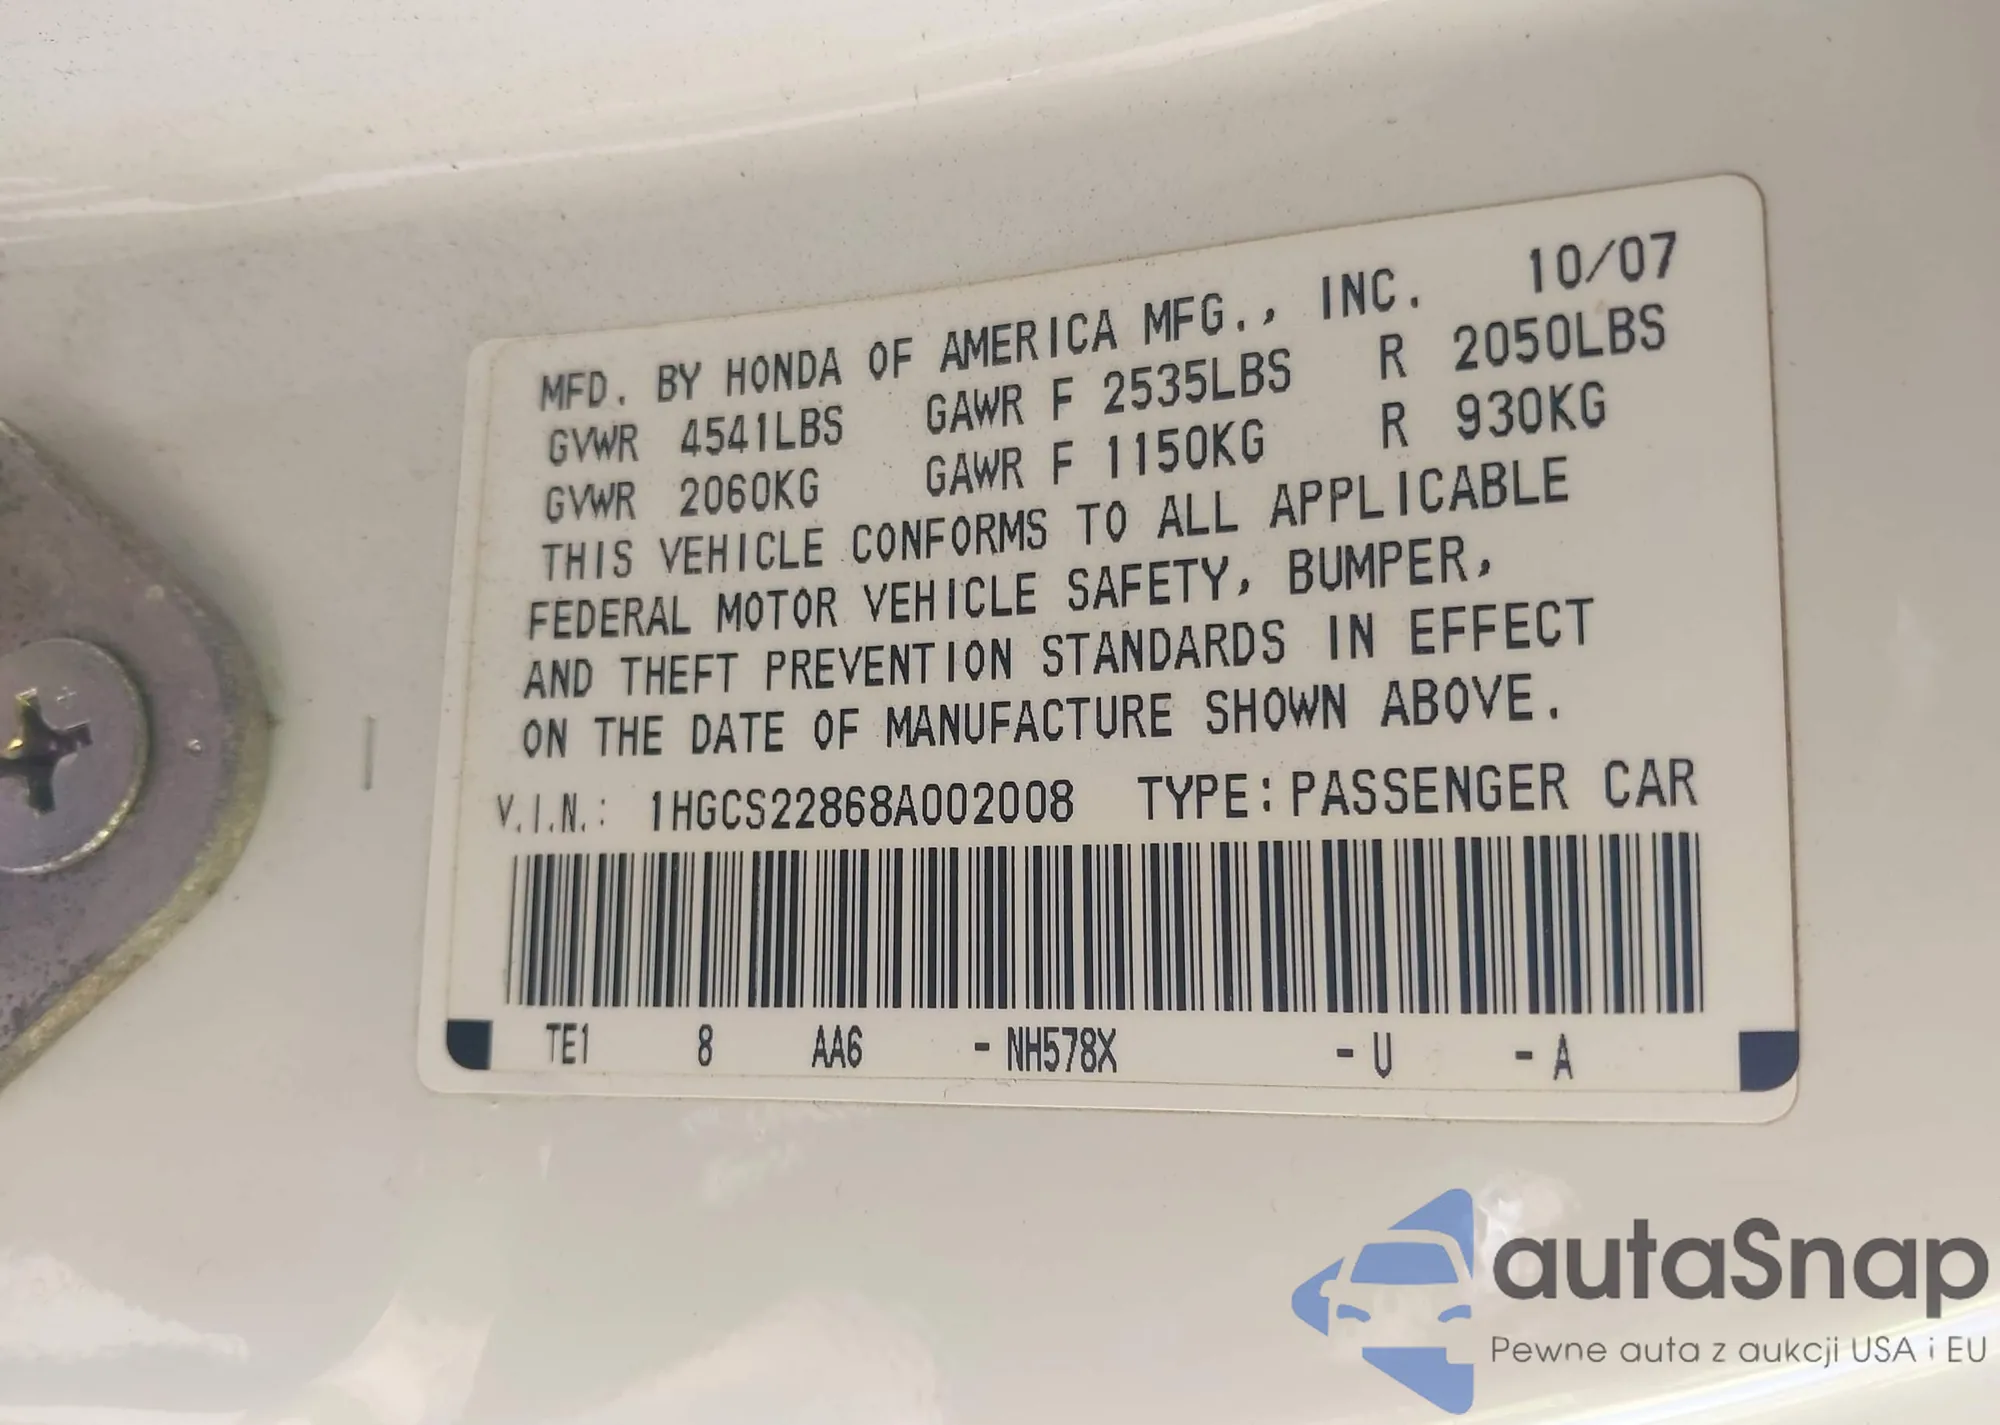 MFD. BY HONDA OF AMERICA MFG., INC. 10/07
GVWR 4541LBS GAWR F 2535LBS R 2050LBS
GVWR 2060KG GAWR F 1150KG R 930KG
THIS VEHICLE CONFORMS TO ALL APPLICABLE
FEDERAL MOTOR VEHICLE SAFETY, BUMPER,
AND THEFT PREVENTION STANDARDS IN EFFECT
ON THE DATE OF MANUFACTURE SHOWN ABOVE.
V.I.N.: 1HGCS22868A002008 TYPE: PASSENGER CAR
TE1 8 AA6 - NH578X - U - A
autaSnap
Pewne auta z aukcji USA i EU